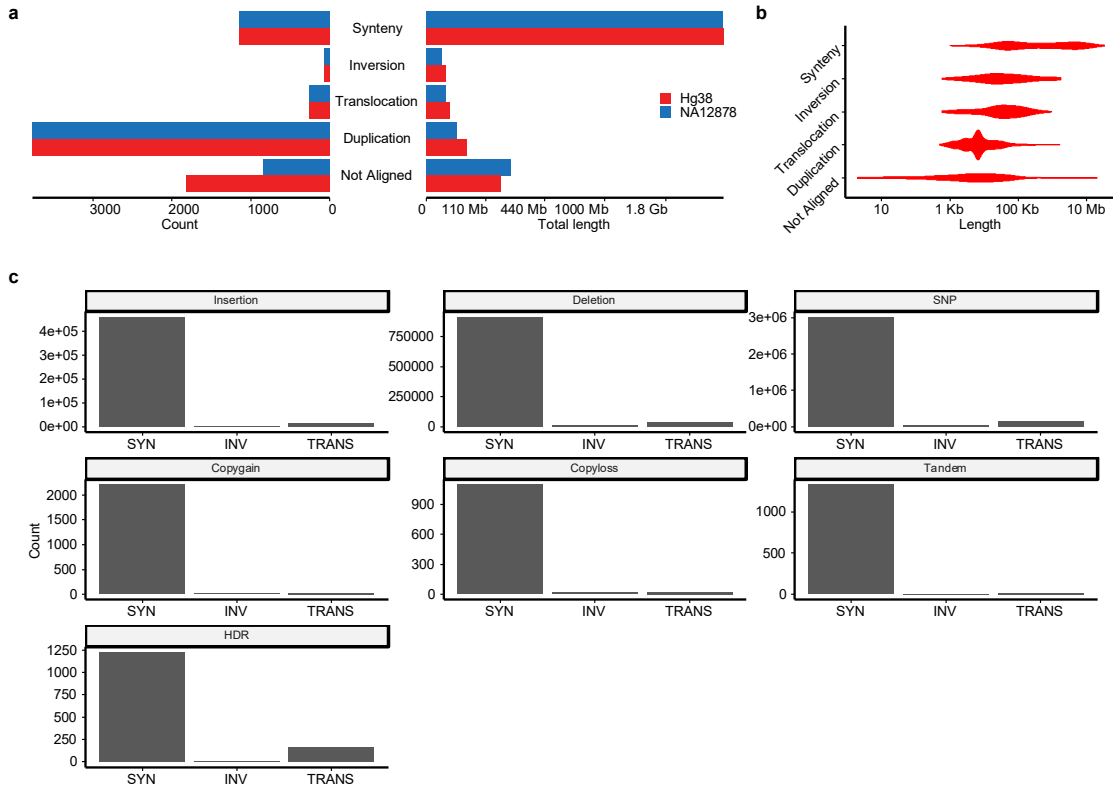 a
Synteny
Inversion
Translocation
Duplication
Not Aligned
Hg38
NA12878
3000 2000 1000 0
Count
0 110 Mb 440 Mb 1000 Mb 1.8 Gb
Total length
b
Synteny
Inversion
Translocation
Duplication
Not Aligned
10 1 Kb 100 Kb 10 Mb
Length
c
Insertion
4e+05
3e+05
2e+05
1e+05
0e+00
SYN INV TRANS
Deletion
750000
500000
250000
0
SYN INV TRANS
SNP
3e+06
2e+06
1e+06
0e+00
SYN INV TRANS
Count
Copygain
2000
1500
1000
500
0
SYN INV TRANS
Copyloss
900
600
300
0
SYN INV TRANS
Tandem
1000
500
0
SYN INV TRANS
HDR
1250
1000
750
500
250
0
SYN INV TRANS